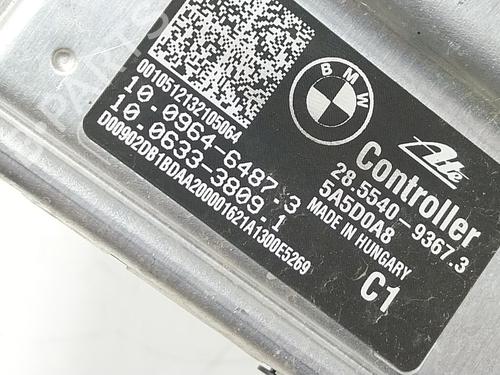 BMW
Ate
Controller
28.5540-9367.3
5A5D0A8
MADE IN HUNGARY
C1
0010512132105064
10.0964-6487.3
10.0633-3809.1
D00902DB1BDAA200001621A1300E5269